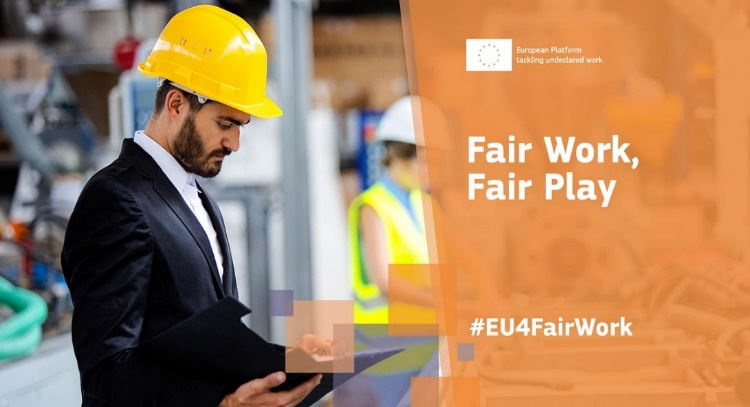 European Platform
tackling undeclared work
Fair Work,
Fair Play
#EU4FairWork